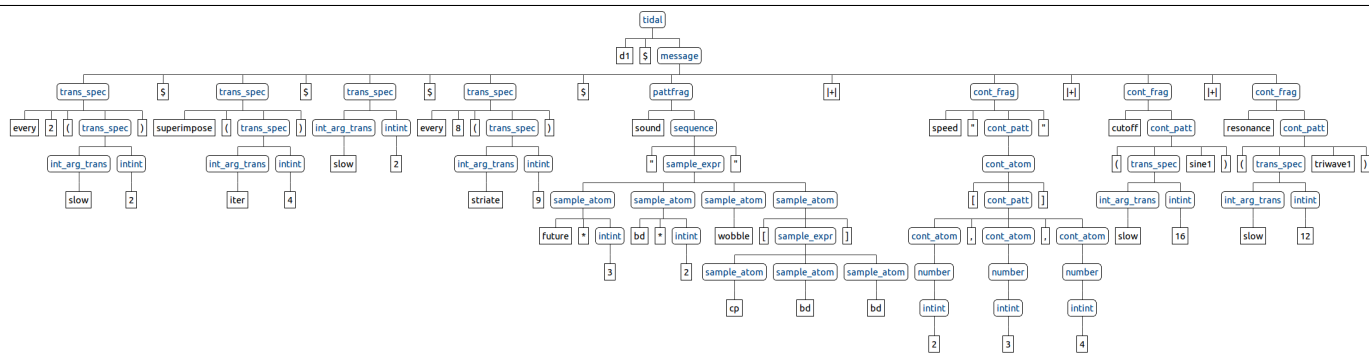 tidal
d1 $ message
trans_spec $ trans_spec $ trans_spec $ trans_spec $ pattfrag |+| cont_frag |+| cont_frag |+| cont_frag
every 2 ( trans_spec ) superimpose ( trans_spec ) int_arg_trans intint every 8 ( trans_spec ) sound sequence speed " cont_patt " cutoff cont_patt resonance cont_patt
int_arg_trans intint int_arg_trans intint slow 2 int_arg_trans intint " sample_expr " cont_atom ( trans_spec sine1 ) ( trans_spec triwave1 )
slow 2 iter 4 striate 9 sample_atom sample_atom sample_atom sample_atom [ cont_patt ] int_arg_trans intint int_arg_trans intint
future * intint bd * intint wobble [ sample_expr ] cont_atom , cont_atom , cont_atom slow 16 slow 12
3 2 sample_atom sample_atom sample_atom number number number
cp bd bd intint intint intint
2 3 4